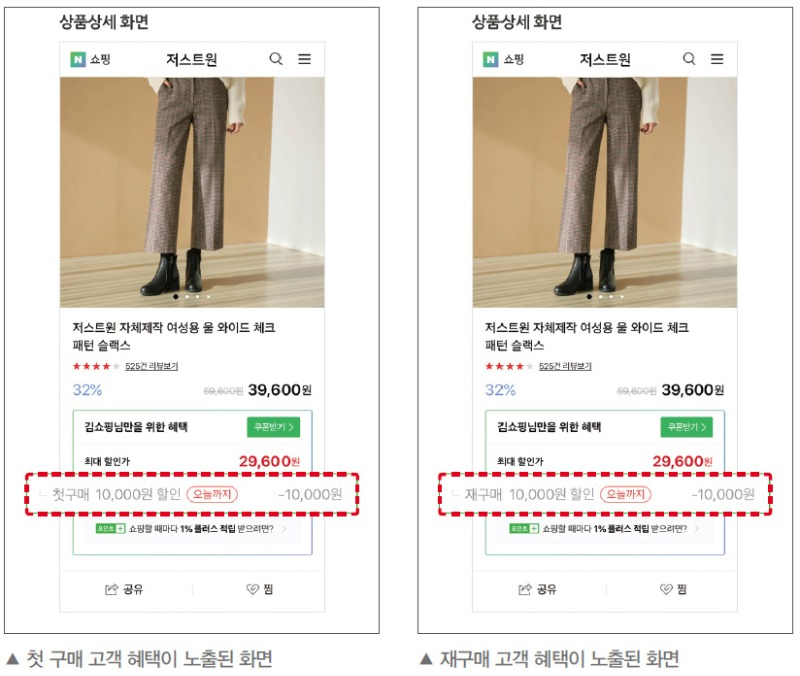 상품상세 화면
N 쇼핑 저스트원
저스트원 자체제작 여성용 울 와이드 체크
패턴 슬랙스
525건 리뷰보기
32% 59,600원 39,600원
김쇼핑님만을 위한 혜택 쿠폰받기 >
최대 할인가 29,600원
첫구매 10,000원 할인 오늘까지 -10,000원
포인트 + 쇼핑할 때마다 1% 플러스 적립 받으려면? >
공유 찜
▲ 첫 구매 고객 혜택이 노출된 화면
상품상세 화면
N 쇼핑 저스트원
저스트원 자체제작 여성용 울 와이드 체크
패턴 슬랙스
525건 리뷰보기
32% 59,600원 39,600원
김쇼핑님만을 위한 혜택 쿠폰받기 >
최대 할인가 29,600원
재구매 10,000원 할인 오늘까지 -10,000원
포인트 + 쇼핑할 때마다 1% 플러스 적립 받으려면? >
공유 찜
▲ 재구매 고객 혜택이 노출된 화면